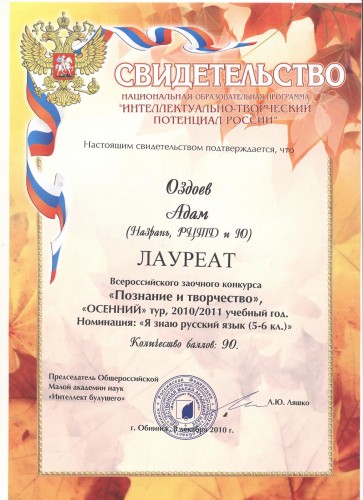 СВИДЕТЕЛЬСТВО
НАЦИОНАЛЬНАЯ ОБРАЗОВАТЕЛЬНАЯ ПРОГРАММА
"ИНТЕЛЛЕКТУАЛЬНО-ТВОРЧЕСКИЙ
ПОТЕНЦИАЛ РОССИИ"
Настоящим свидетельством подтверждается, что
Оздоев
Адам
(Назрань, РЦТД и Ю)
ЛАУРЕАТ
Всероссийского заочного конкурса
«Познание и творчество»,
«ОСЕННИЙ» тур, 2010/2011 учебный год.
Номинация: «Я знаю русский язык (5-6 кл.)»
Количество баллов: 90.
Председатель Общероссийской
Малой академии наук
«Интеллект будущего»
Л.Ю. Ляшко
г. Обнинск, 8 декабря 2010 г.